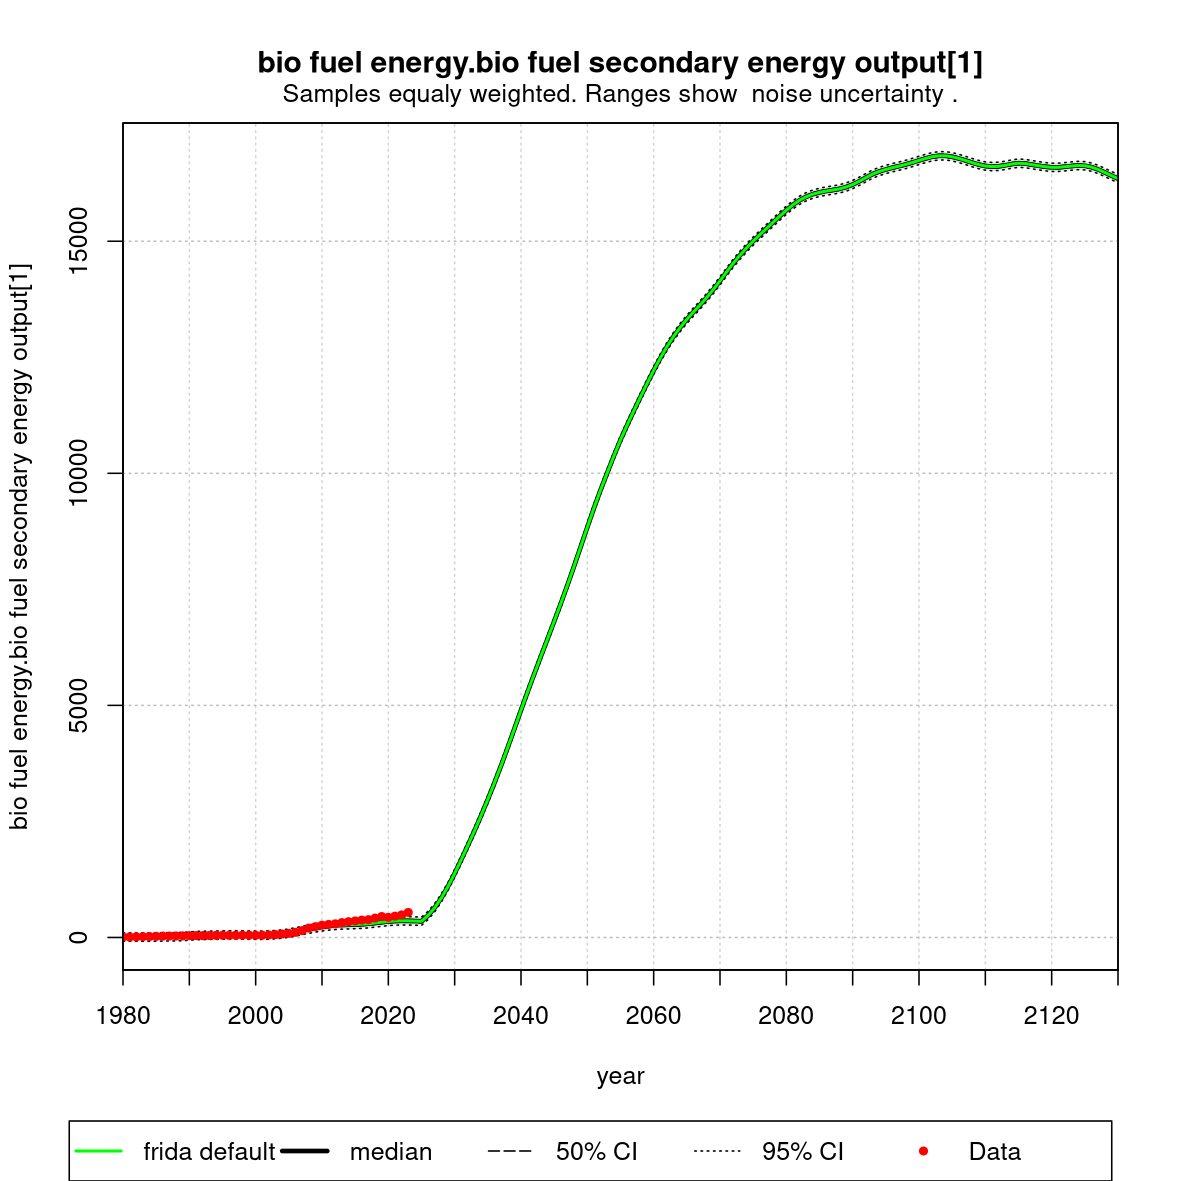 bio fuel energy.bio fuel secondary energy output[1]
Samples equaly weighted. Ranges show  noise uncertainty .
bio fuel energy.bio fuel secondary energy output[1]
15000
10000
5000
0
1980 2000 2020 2040 2060 2080 2100 2120
year
frida default median 50% CI 95% CI Data